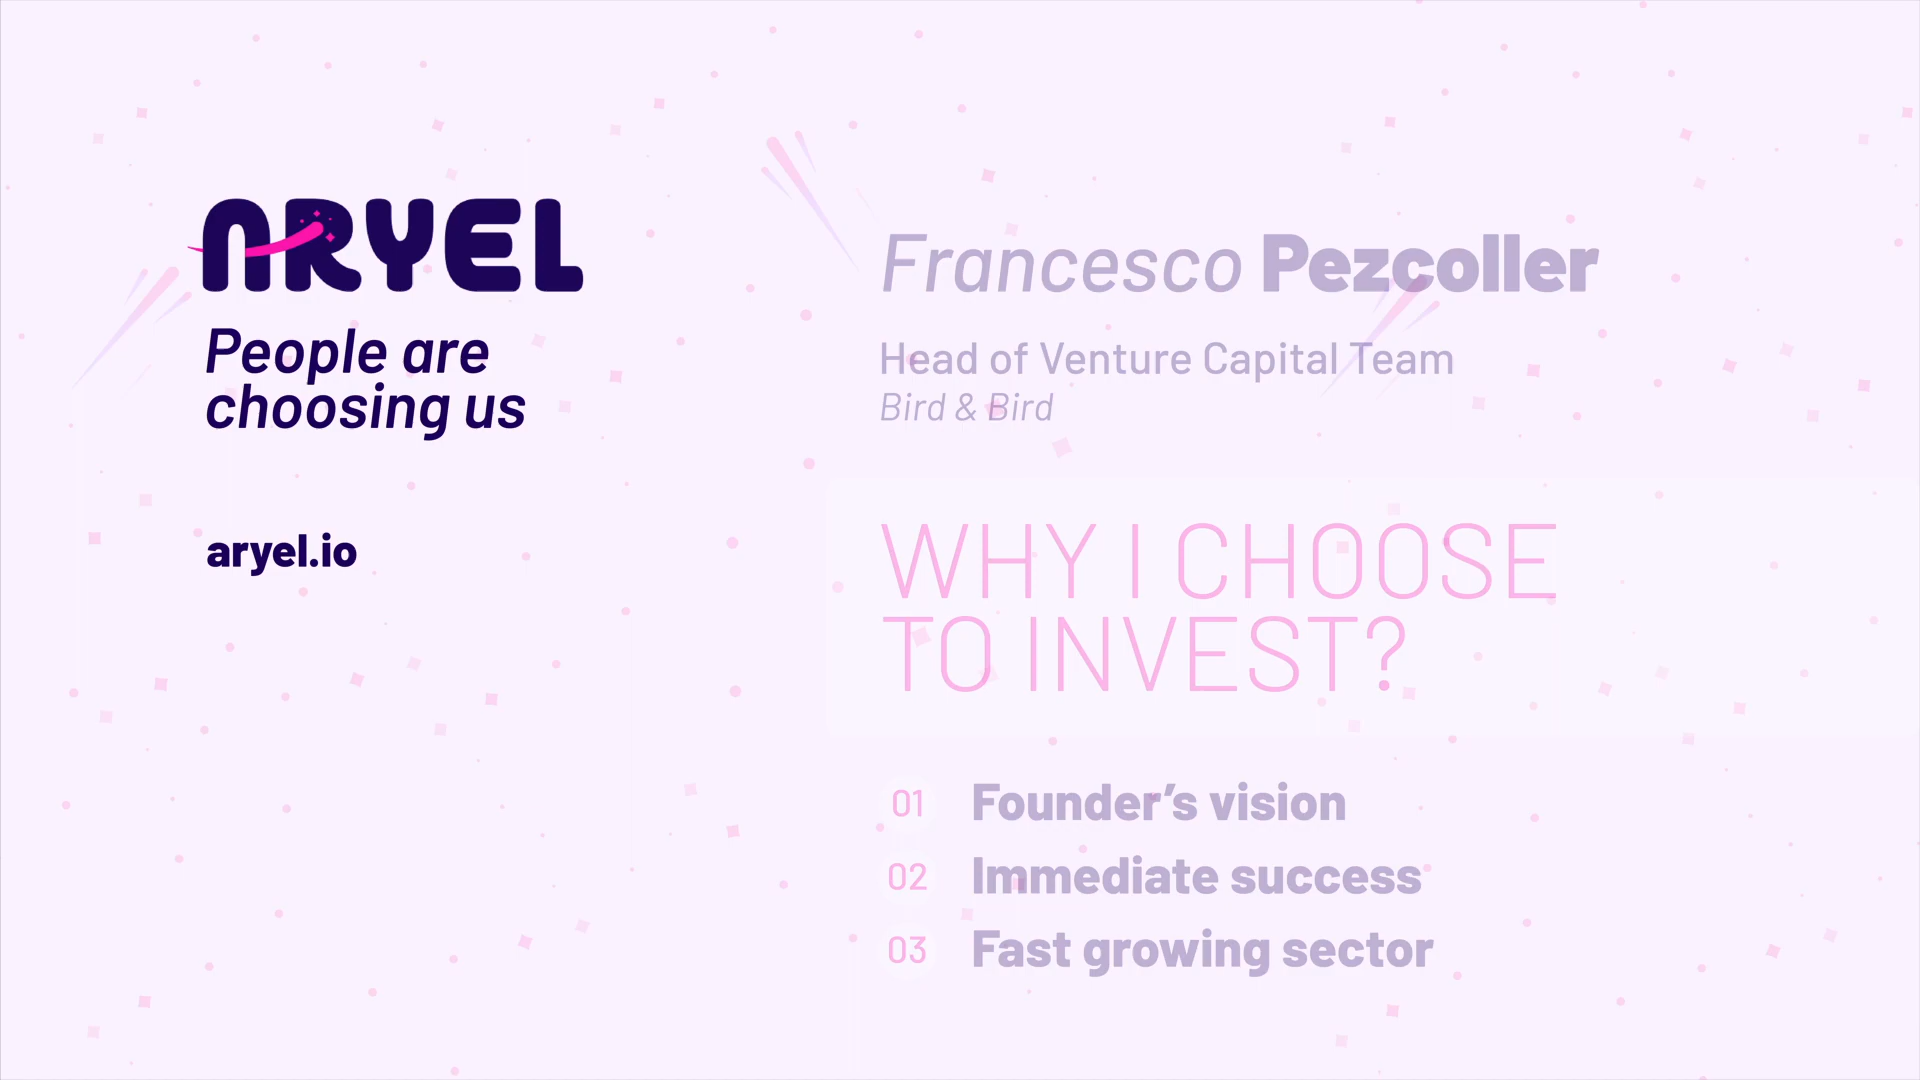 ARYEL
People are
choosing us
aryel.io
Francesco Pezcoller
Head of Venture Capital Team
Bird & Bird
WHY I CHOOSE
TO INVEST?
01 Founder’s vision
02 Immediate success
03 Fast growing sector